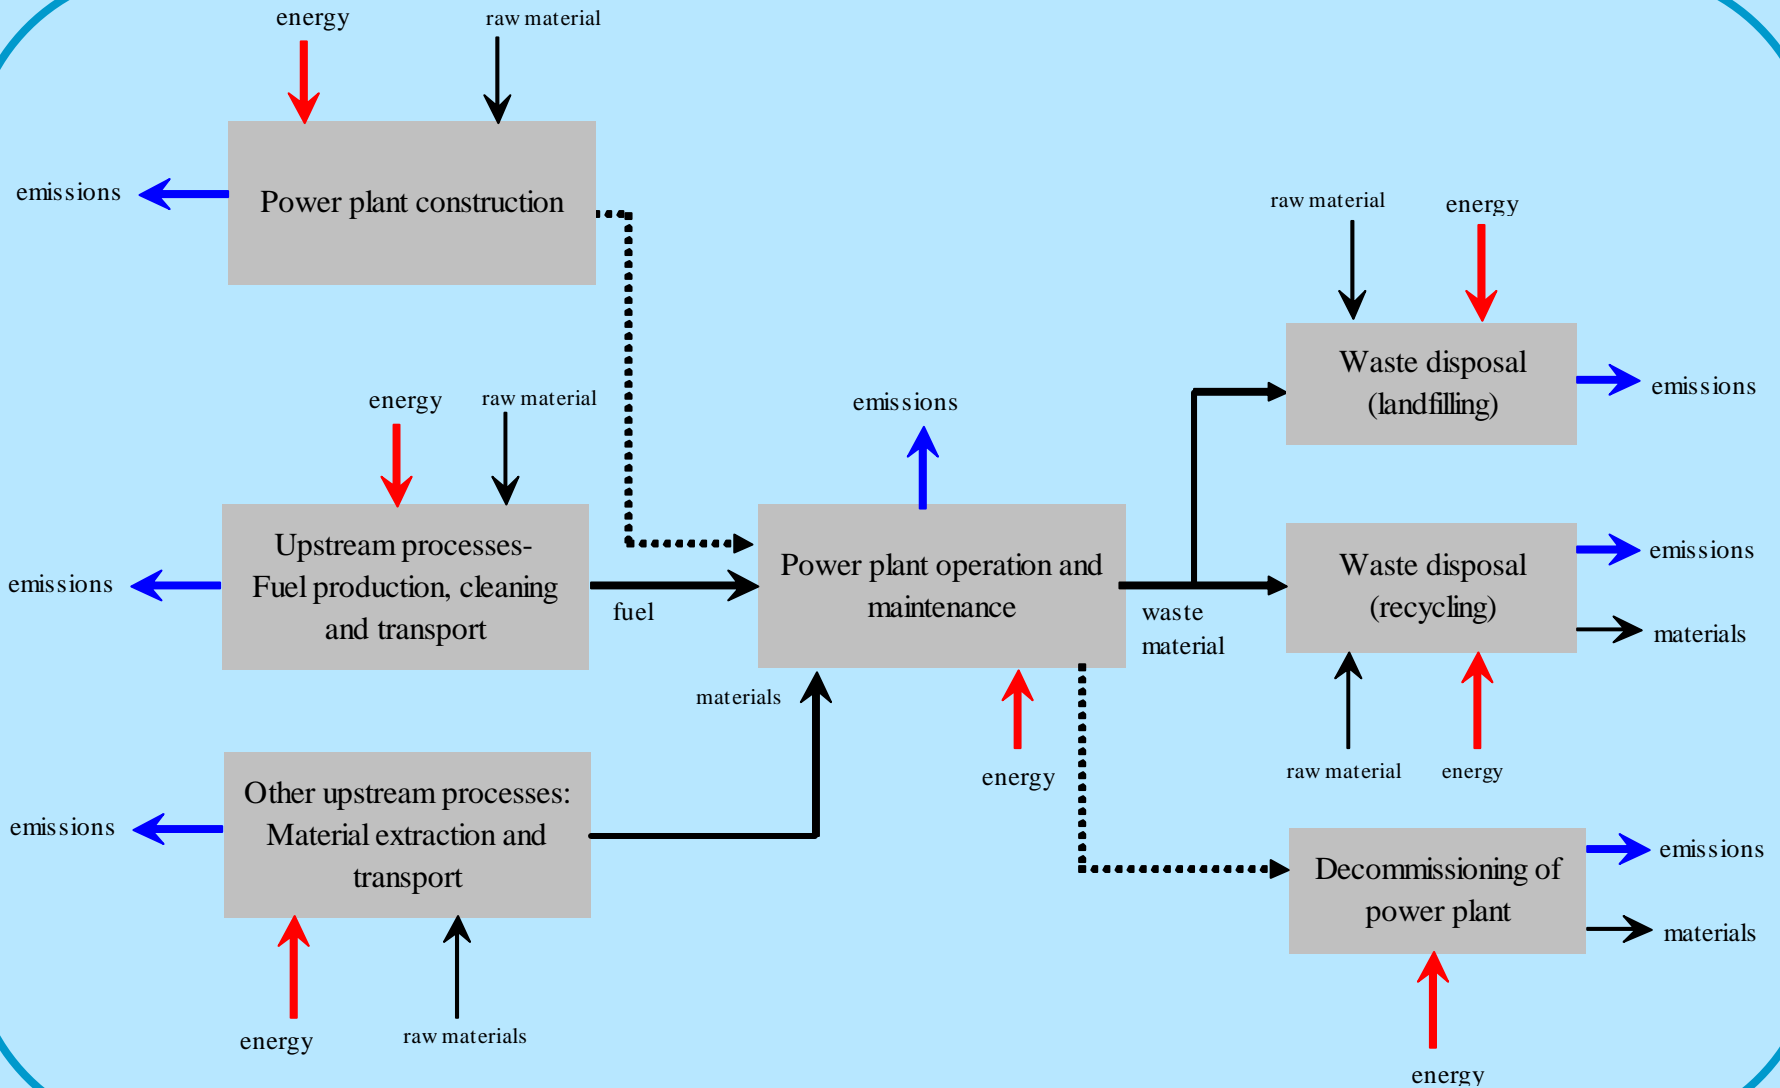 energy
raw material
emissions
Power plant construction
raw material
energy
Waste disposal
(landfilling)
emissions
energy
raw material
emissions
Upstream processes-
Fuel production, cleaning
and transport
emissions
fuel
Power plant operation and
maintenance
waste
material
Waste disposal
(recycling)
emissions
materials
materials
energy
raw material
energy
Other upstream processes:
Material extraction and
transport
emissions
energy
raw materials
Decommissioning of
power plant
emissions
materials
energy